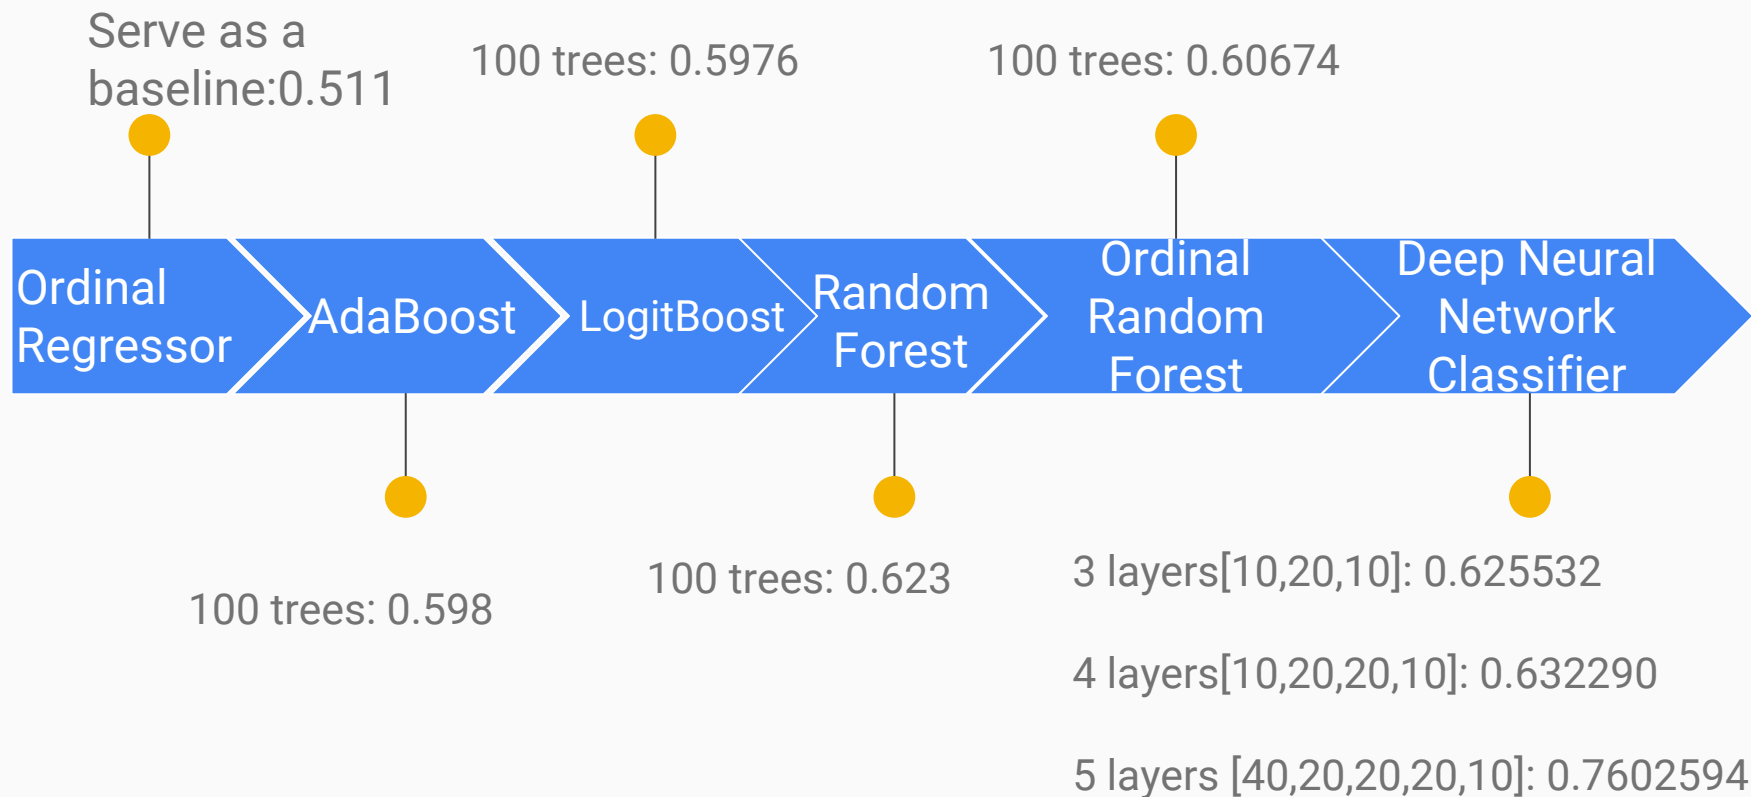 Serve as a
baseline:0.511
100 trees: 0.5976
100 trees: 0.60674
Ordinal
Regressor
AdaBoost
LogitBoost
Random
Forest
Ordinal
Random
Forest
Deep Neural
Network
Classifier
100 trees: 0.598
100 trees: 0.623
3 layers[10,20,10]: 0.625532
4 layers[10,20,20,10]: 0.632290
5 layers [40,20,20,20,10]: 0.7602594